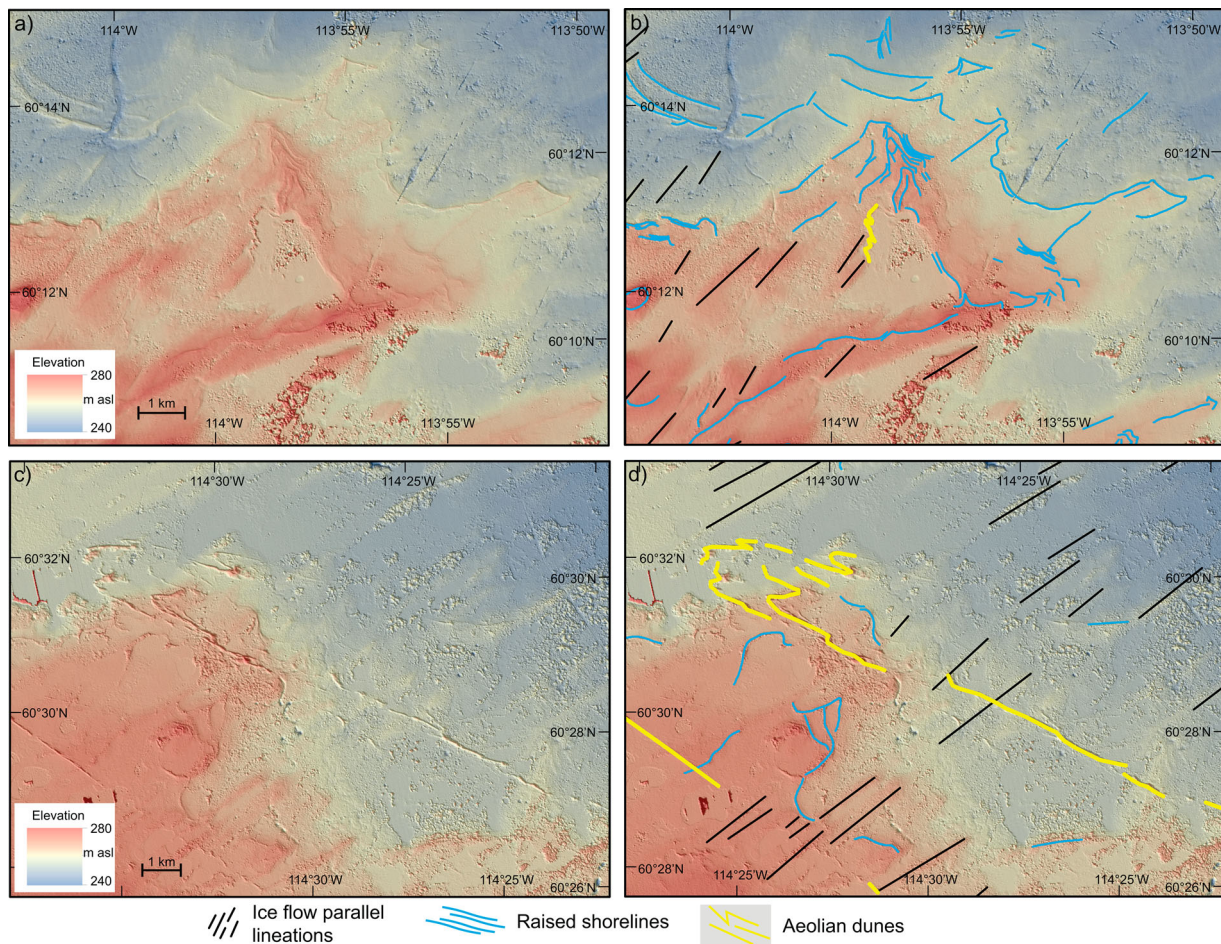 a)
114°W
113°55'W
60°14'N
60°12'N
60°12'N
60°10'N
Elevation
280
m asl
240
1 km
114°W
113°55'W
b)
113°55'W
113°50'W
60°14'N
60°12'N
60°12'N
60°10'N
114°W
113°55'W
c)
114°30'W
114°25'W
60°32'N
60°30'N
60°30'N
60°28'N
Elevation
280
m asl
240
1 km
114°30'W
114°25'W
60°26'N
d)
114°30'W
114°25'W
60°32'N
60°30'N
60°30'N
60°28'N
60°28'N
114°25'W
114°30'W
114°25'W
60°26'N
Ice flow parallel
lineations
Raised shorelines
Aeolian dunes